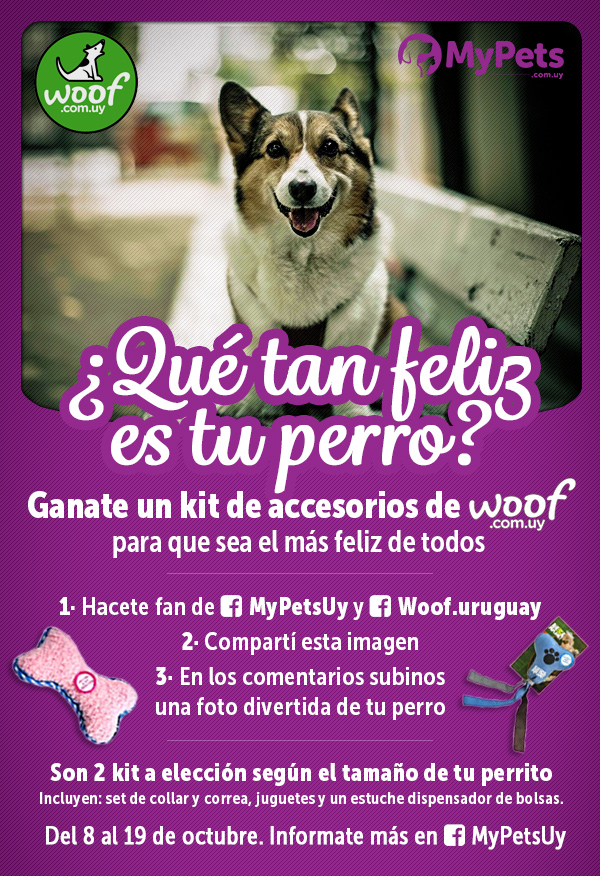 woof
.com.uy
MyPets
.com.uy
¿Qué tan feliz
es tu perro?
Ganate un kit de accesorios de woof
.com.uy
para que sea el más feliz de todos
1· Hacete fan de MyPetsUy y Woof.uruguay
2· Compartí esta imagen
3· En los comentarios subinos
una foto divertida de tu perro
Son 2 kit a elección según el tamaño de tu perrito
Incluyen: set de collar y correa, juguetes y un estuche dispensador de bolsas.
Del 8 al 19 de octubre. Informate más en MyPetsUy